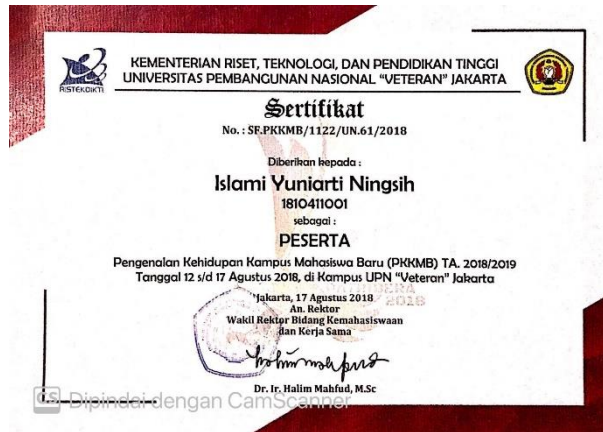 KEMENTERIAN RISET, TEKNOLOGI, DAN PENDIDIKAN TINGGI
UNIVERSITAS PEMBANGUNAN NASIONAL “VETERAN” JAKARTA
RISTEKDIKTI
Sertifikat
No. : SF.PKKMB/1122/UN.61/2018
Diberikan kepada :
Islami Yuniarti Ningsih
1810411001
sebagai :
PESERTA
Pengenalan Kehidupan Kampus Mahasiswa Baru (PKKMB) TA. 2018/2019
Tanggal 12 s/d 17 Agustus 2018, di Kampus UPN “Veteran” Jakarta
Jakarta, 17 Agustus 2018
2018
An. Rektor
Wakil Rektor Bidang Kemahasiswaan
dan Kerja Sama
Dr. Ir. Halim Mahfud, M.Sc
CS Dipindai dengan CamScanner